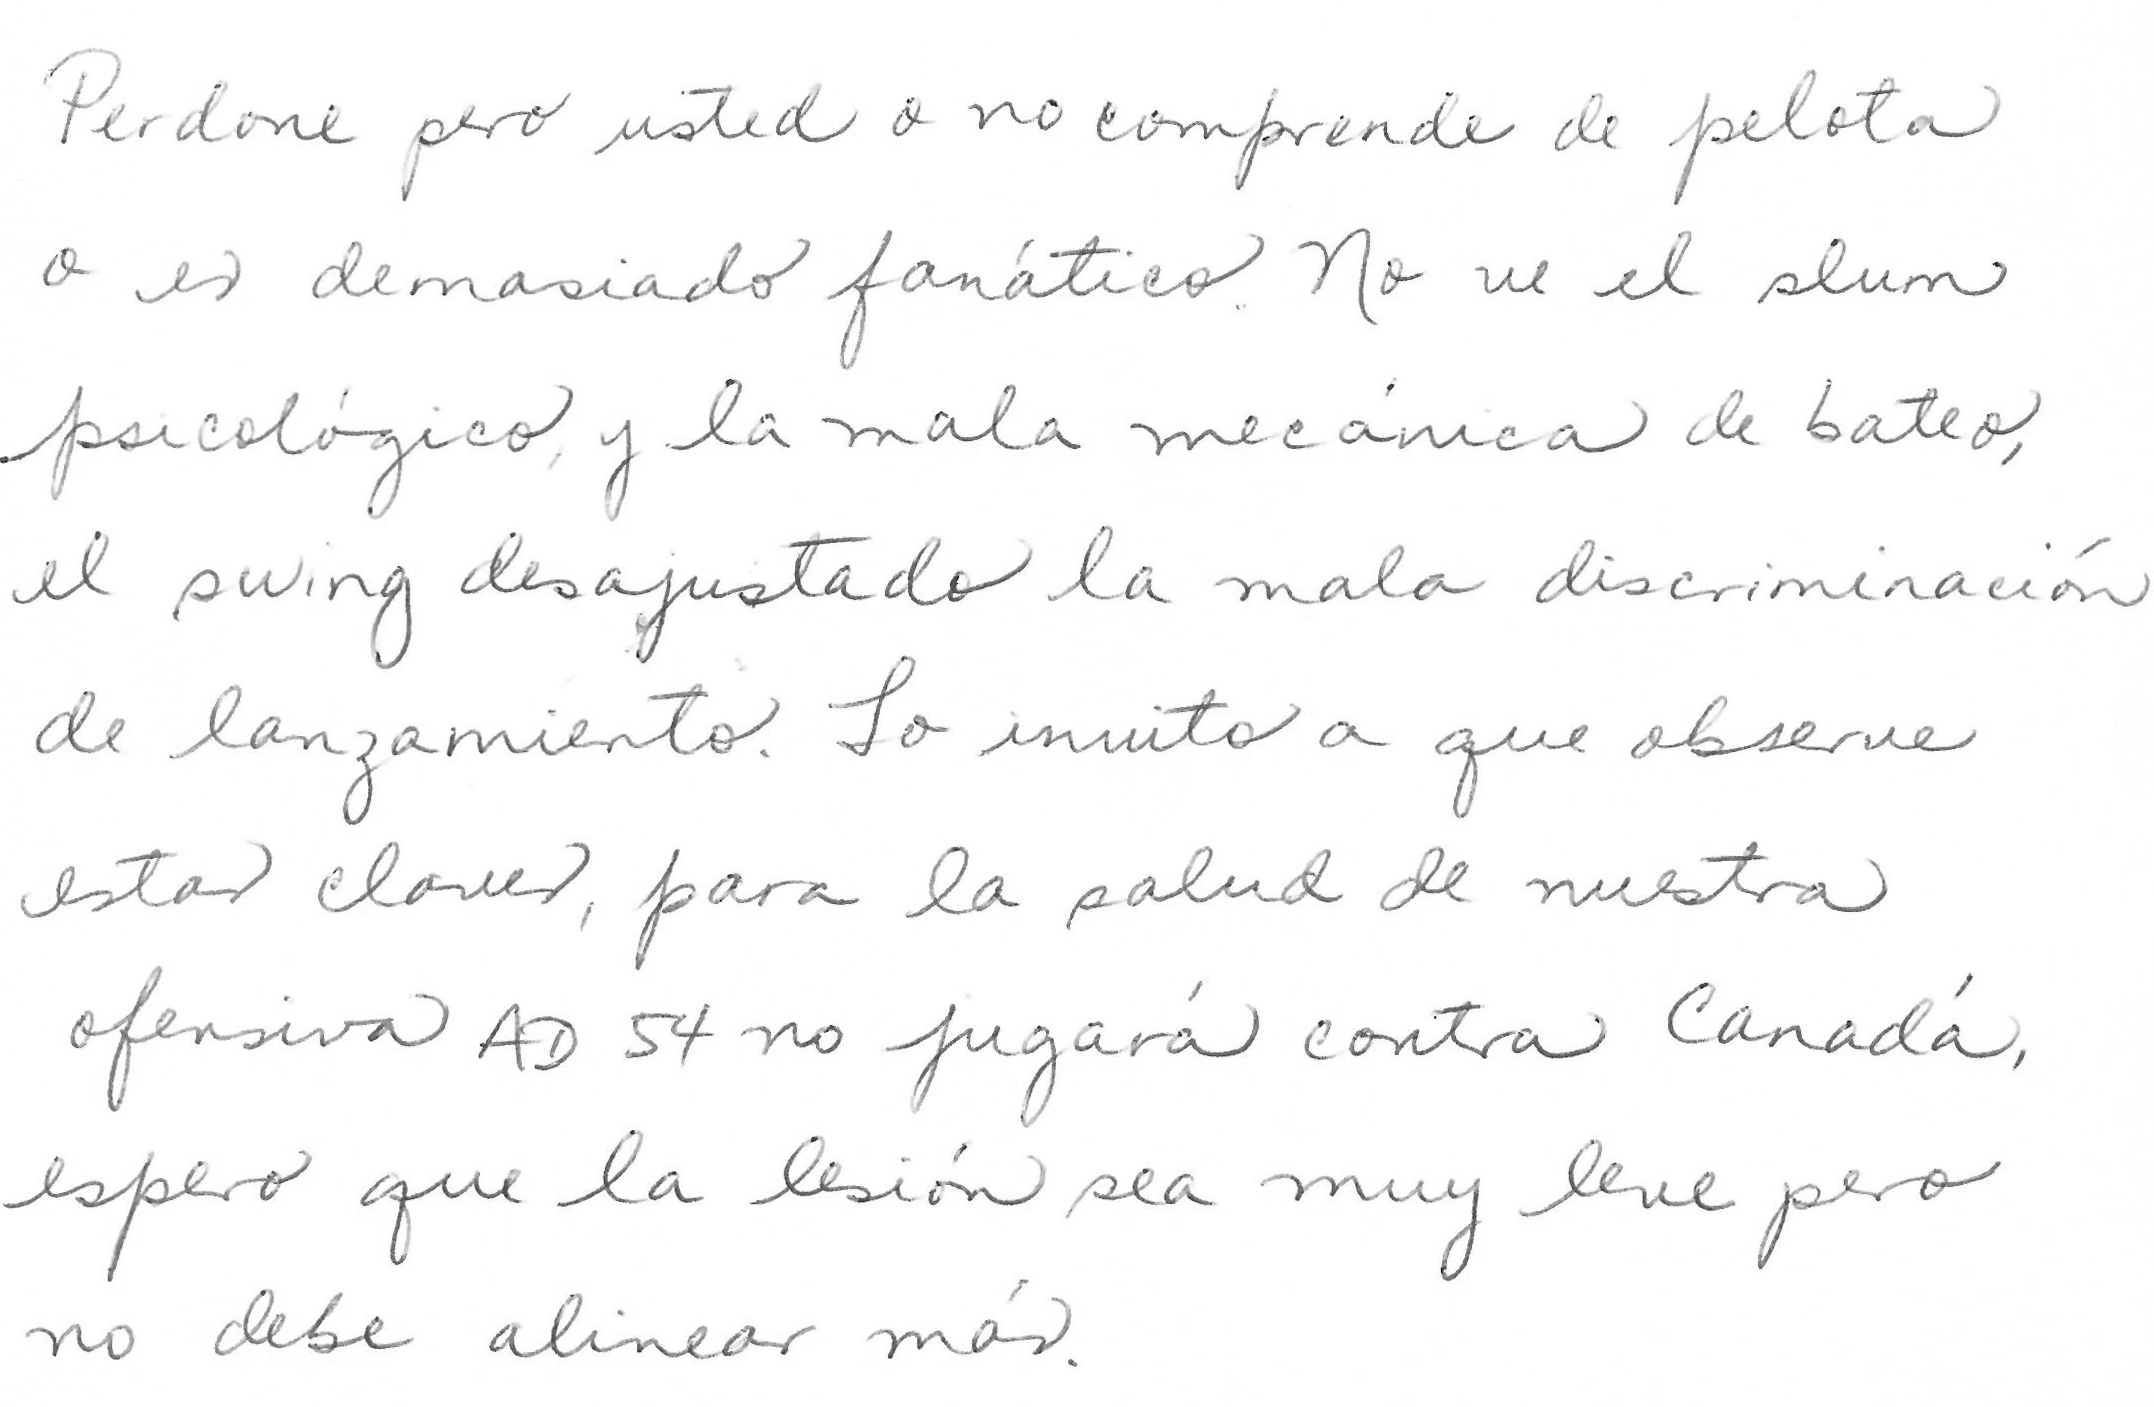 Perdone pero usted o no comprende de pelota
o es demasiado fanático. No ve el slum
psicológico, y la mala mecánica de bateo,
el swing desajustado la mala discriminación
de lanzamiento. Lo invito a que observe
estas claves, para la salud de nuestra
ofensiva AD 54 no jugará contra Canadá,
espero que la lesión sea muy leve pero
no debe alinear más.